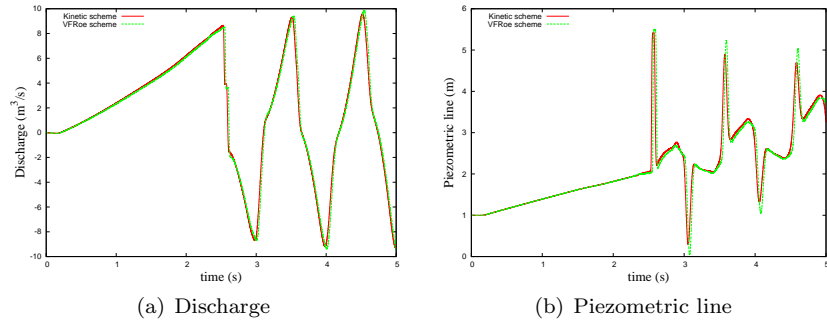 Kinetic scheme
VFRoe scheme
10
8
6
4
2
0
-2
-4
-6
-8
-10
Discharge (m³/s)
0 1 2 3 4 5
time (s)
(a) Discharge
Kinetic scheme
VFRoe scheme
6
5
4
3
2
1
0
Piezometric line (m)
0 1 2 3 4 5
time (s)
(b) Piezometric line